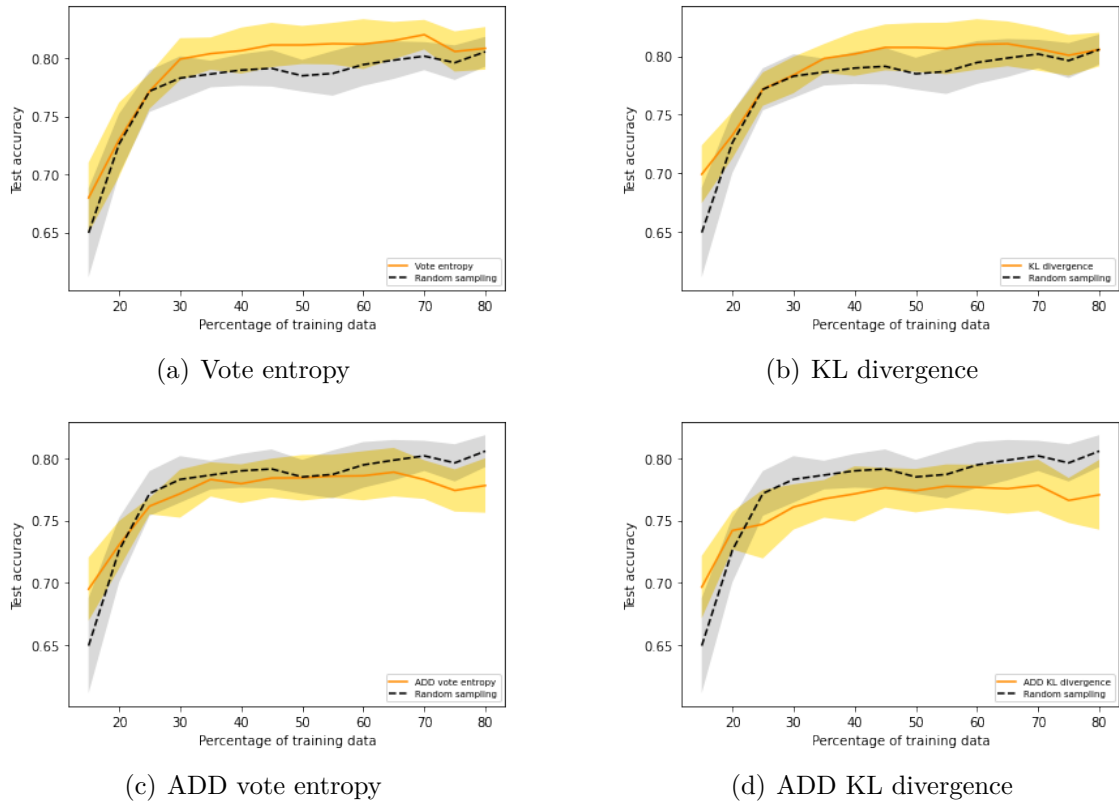 0.80
0.75
0.70
0.65
Test accuracy
Vote entropy
Random sampling
20 30 40 50 60 70 80
Percentage of training data
(a) Vote entropy
0.80
0.75
0.70
0.65
Test accuracy
KL divergence
Random sampling
20 30 40 50 60 70 80
Percentage of training data
(b) KL divergence
0.80
0.75
0.70
0.65
Test accuracy
ADD vote entropy
Random sampling
20 30 40 50 60 70 80
Percentage of training data
(c) ADD vote entropy
0.80
0.75
0.70
0.65
Test accuracy
ADD KL divergence
Random sampling
20 30 40 50 60 70 80
Percentage of training data
(d) ADD KL divergence